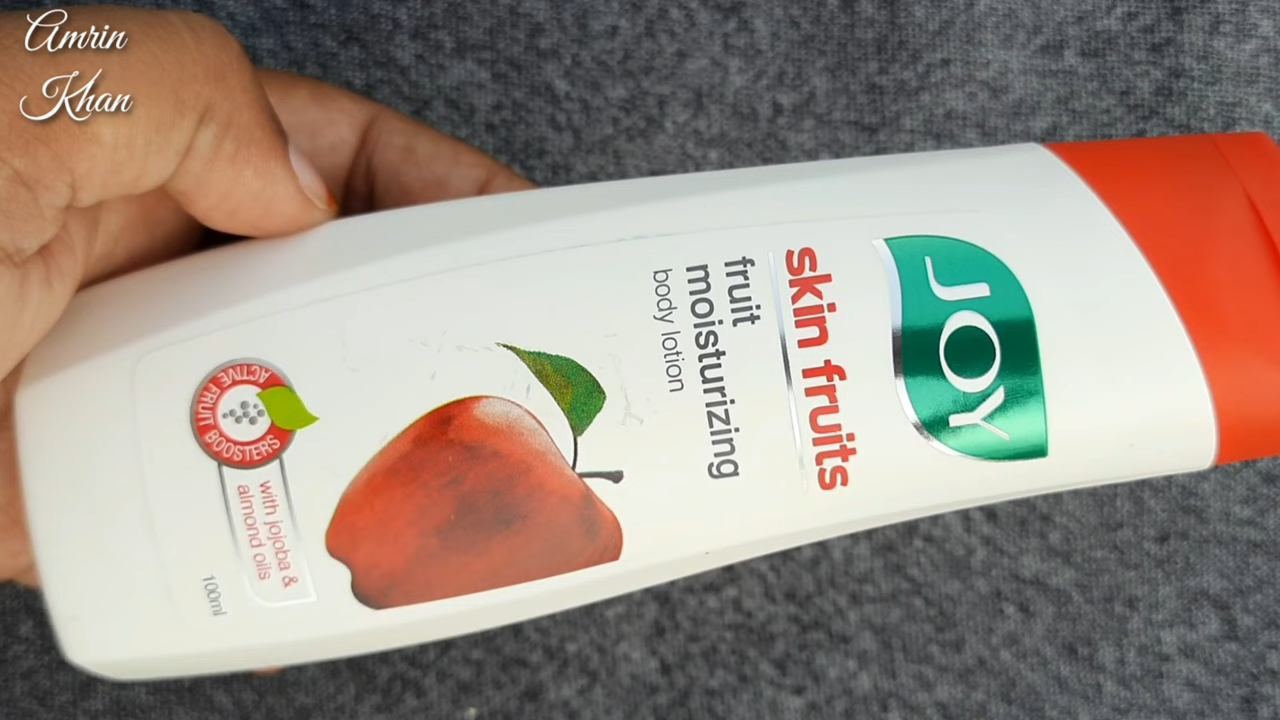 Amrin
Khan
JOY
skin fruits
fruit
moisturizing
body lotion
ACTIVE FRUIT BOOSTERS
with jojoba &
almond oils
100ml